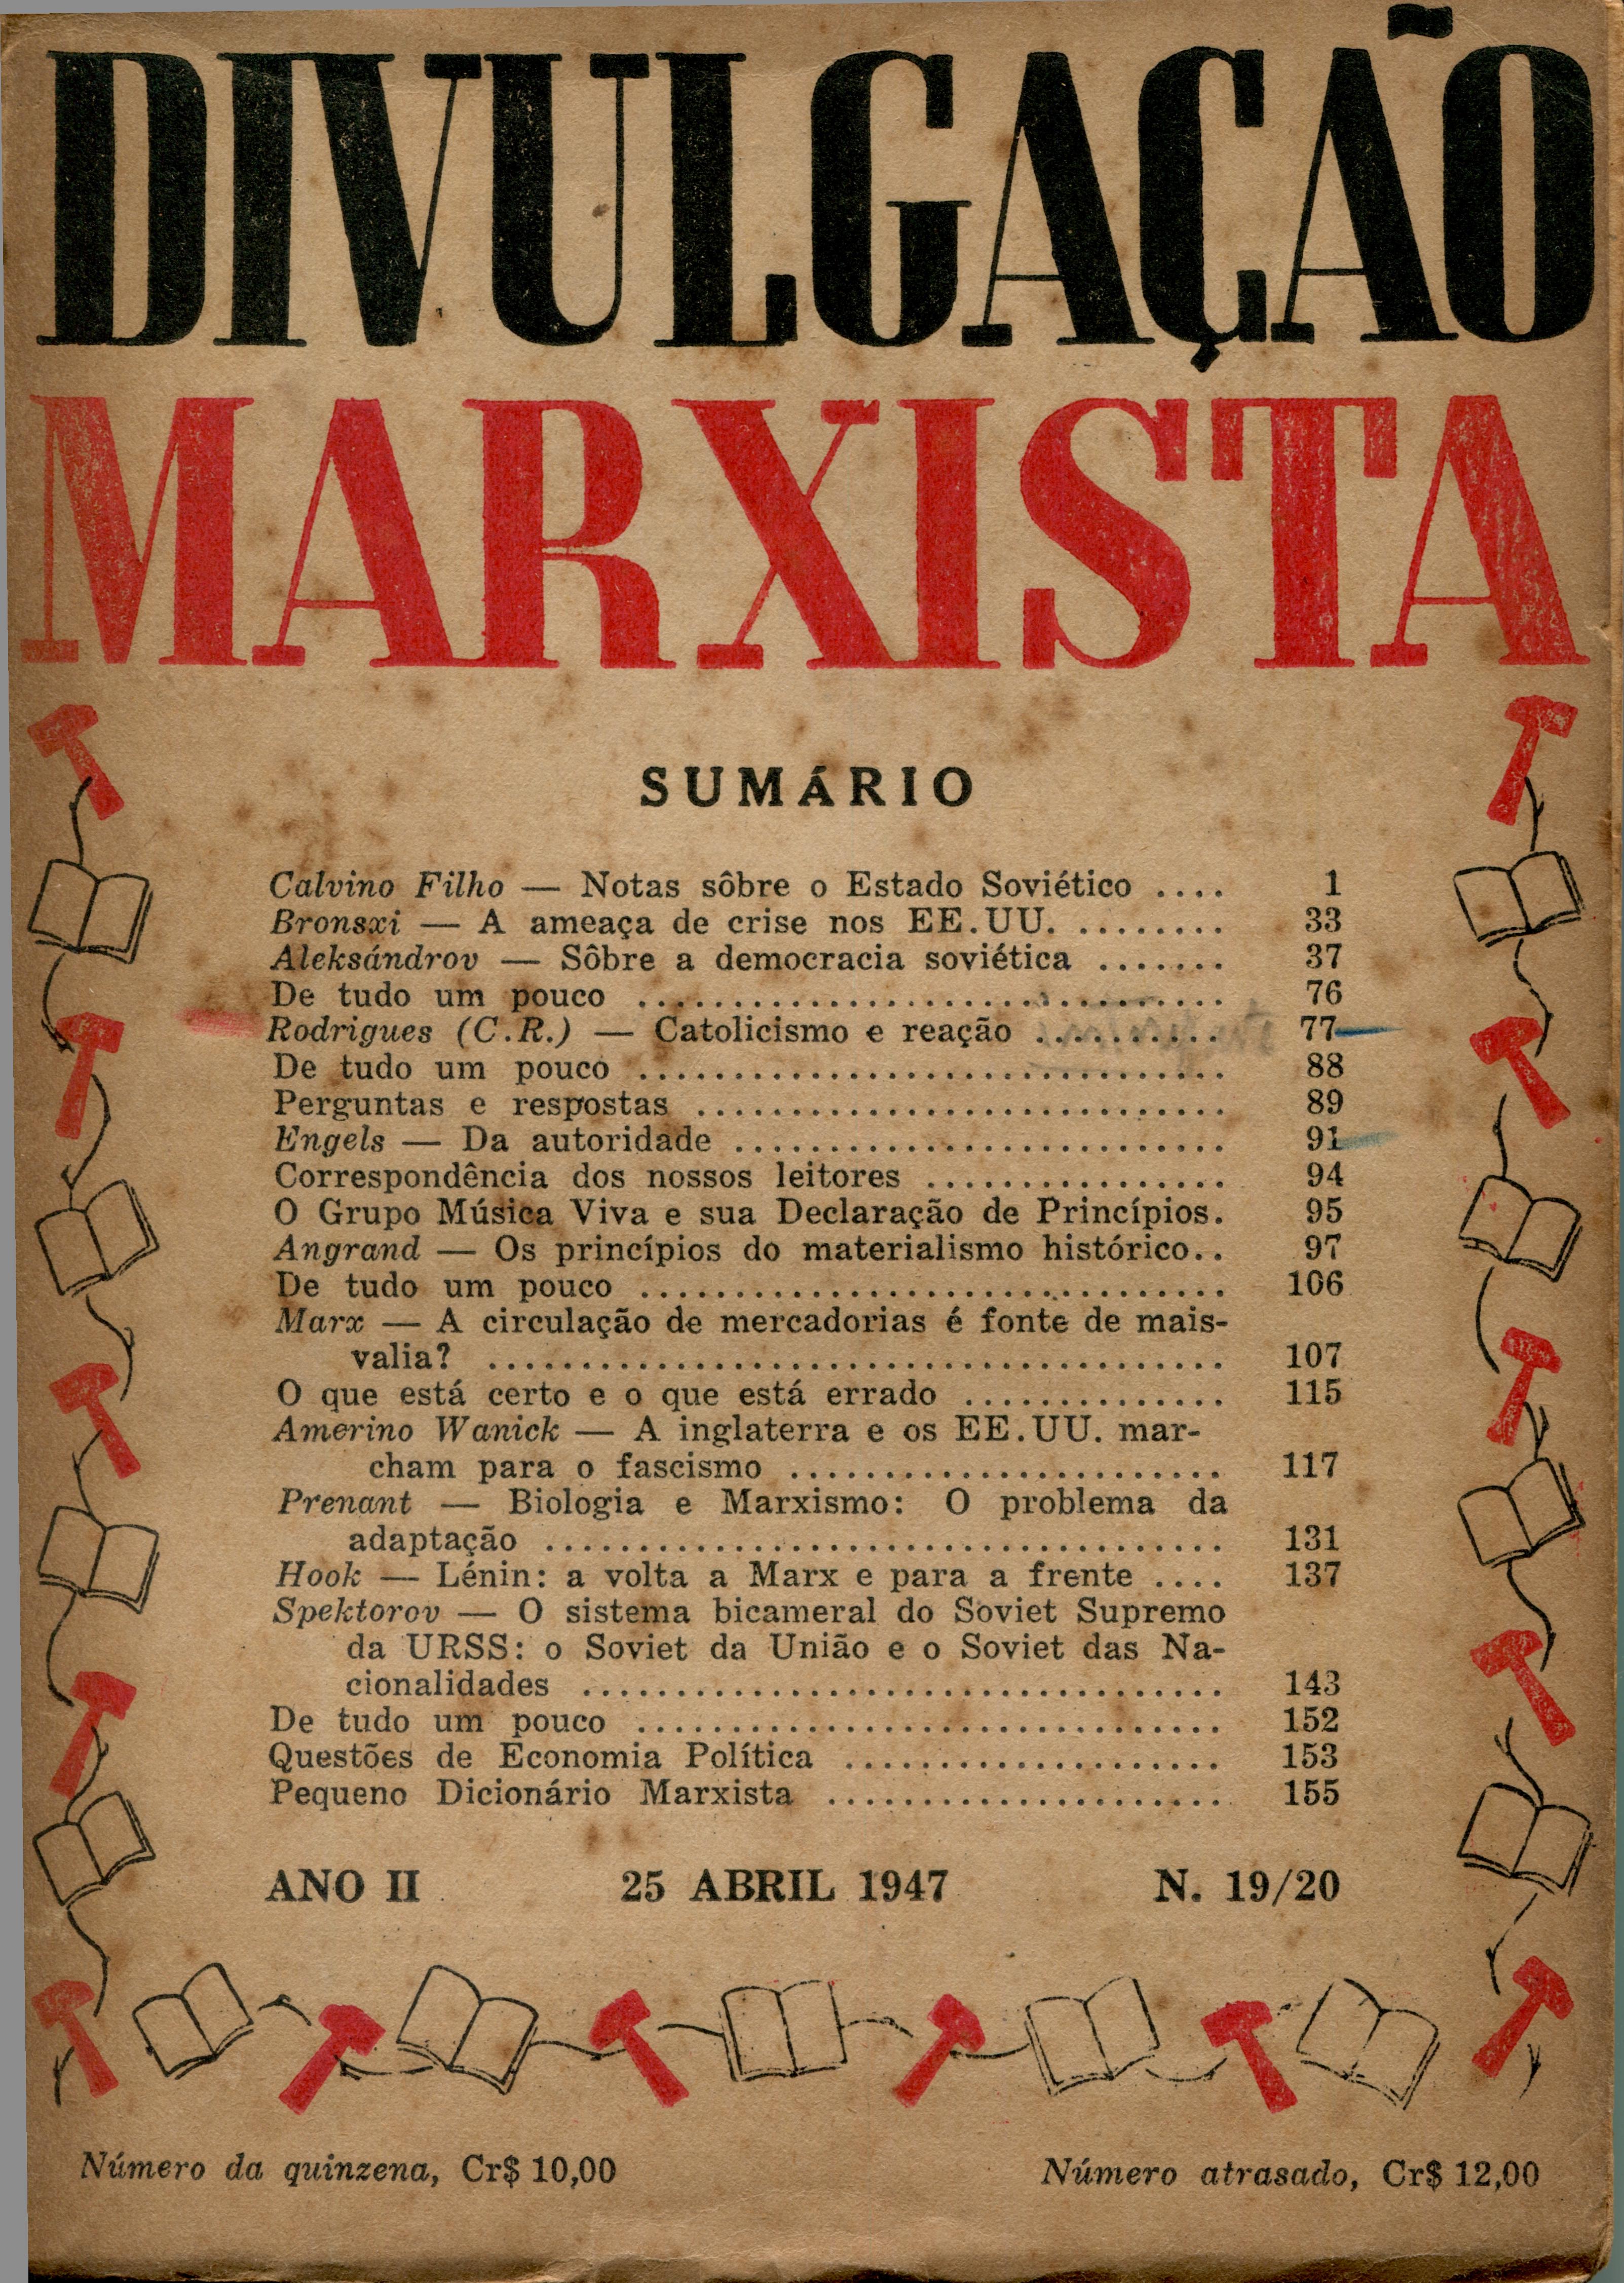 DIVULGAÇÃO
MARXISTA
SUMÁRIO
Calvino Filho — Notas sôbre o Estado Soviético .... 1
Bronsxi — A ameaça de crise nos EE.UU. ........ 33
Aleksándrov — Sôbre a democracia soviética ....... 37
De tudo um pouco ............................... 76
Rodrigues (C.R.) — Catolicismo e reação .......... 77
De tudo um pouco ............................... 88
Perguntas e respostas ............................ 89
Engels — Da autoridade .......................... 91
Correspondência dos nossos leitores ................ 94
O Grupo Música Viva e sua Declaração de Princípios. 95
Angrand — Os princípios do materialismo histórico.. 97
De tudo um pouco ............................... 106
Marx — A circulação de mercadorias é fonte de mais-
valia? ....................................... 107
O que está certo e o que está errado .............. 115
Amerino Wanick — A inglaterra e os EE.UU. mar-
cham para o fascismo ....................... 117
Prenant — Biologia e Marxismo: O problema da
adaptação .................................... 131
Hook — Lénin: a volta a Marx e para a frente .... 137
Spektorov — O sistema bicameral do Soviet Supremo
da URSS: o Soviet da União e o Soviet das Na-
cionalidades .................................. 143
De tudo um pouco ............................... 152
Questões de Economia Política .................... 153
Pequeno Dicionário Marxista ..................... 155
ANO II 25 ABRIL 1947 N. 19/20
Número da quinzena, Cr$ 10,00 Número atrasado, Cr$ 12,00